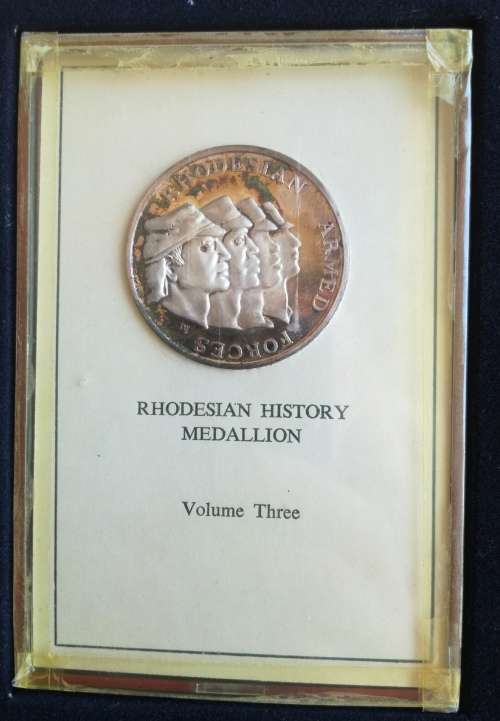 RHODESIAN ARMED FORCES
RHODESIAN HISTORY
MEDALLION
Volume Three